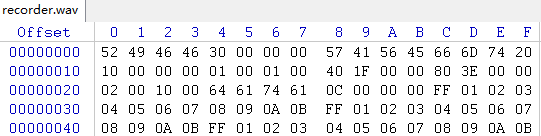 recorder.wav
Offset 0 1 2 3 4 5 6 7 8 9 A B C D E F
00000000 52 49 46 46 30 00 00 00 57 41 56 45 66 6D 74 20
00000010 10 00 00 00 01 00 01 00 40 1F 00 00 80 3E 00 00
00000020 02 00 10 00 64 61 74 61 0C 00 00 00 FF 01 02 03
00000030 04 05 06 07 08 09 0A 0B FF 01 02 03 04 05 06 07
00000040 08 09 0A 0B FF 01 02 03 04 05 06 07 08 09 0A 0B